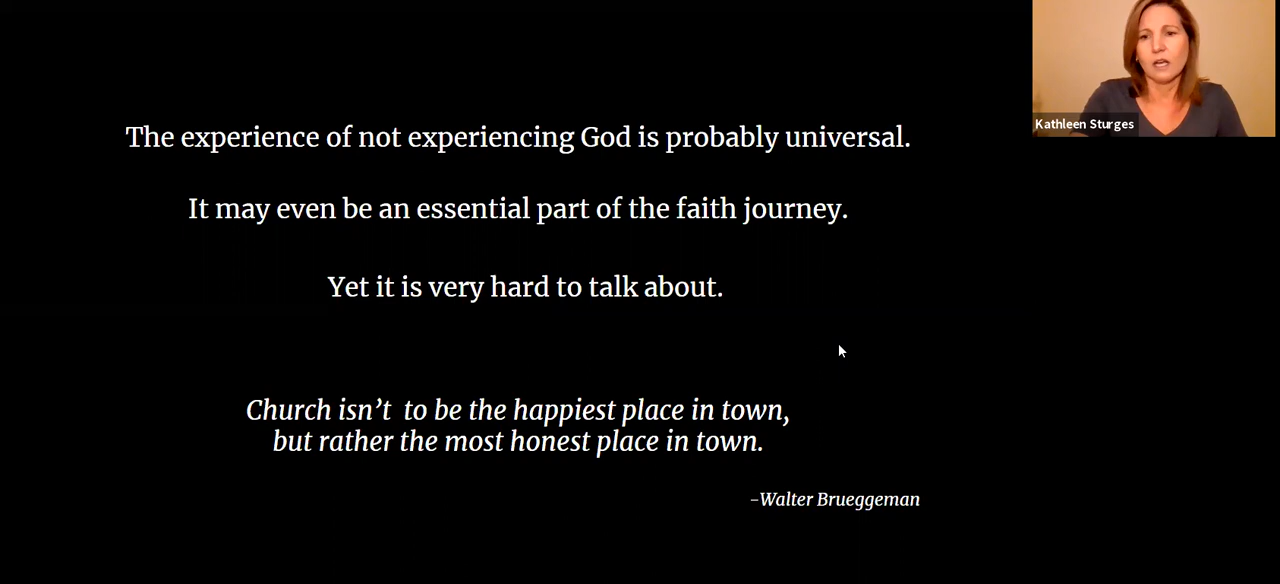 The experience of not experiencing God is probably universal.
It may even be an essential part of the faith journey.
Yet it is very hard to talk about.
Church isn’t  to be the happiest place in town,
but rather the most honest place in town.
–Walter Brueggeman
Kathleen Sturges